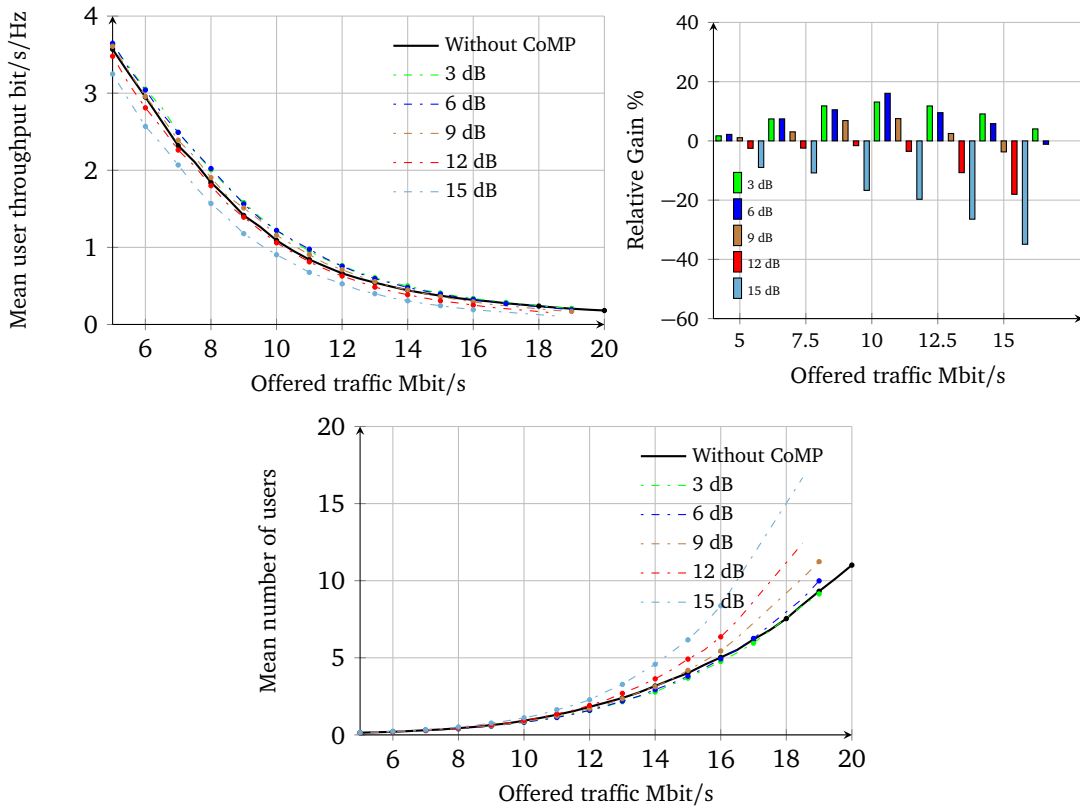 Mean user throughput bit/s/Hz
4
3
2
1
0
6 8 10 12 14 16 18 20
Offered traffic Mbit/s
Without CoMP
3 dB
6 dB
9 dB
12 dB
15 dB
Relative Gain %
40
20
0
−20
−40
−60
5 7.5 10 12.5 15
Offered traffic Mbit/s
3 dB
6 dB
9 dB
12 dB
15 dB
Mean number of users
20
15
10
5
0
6 8 10 12 14 16 18 20
Offered traffic Mbit/s
Without CoMP
3 dB
6 dB
9 dB
12 dB
15 dB